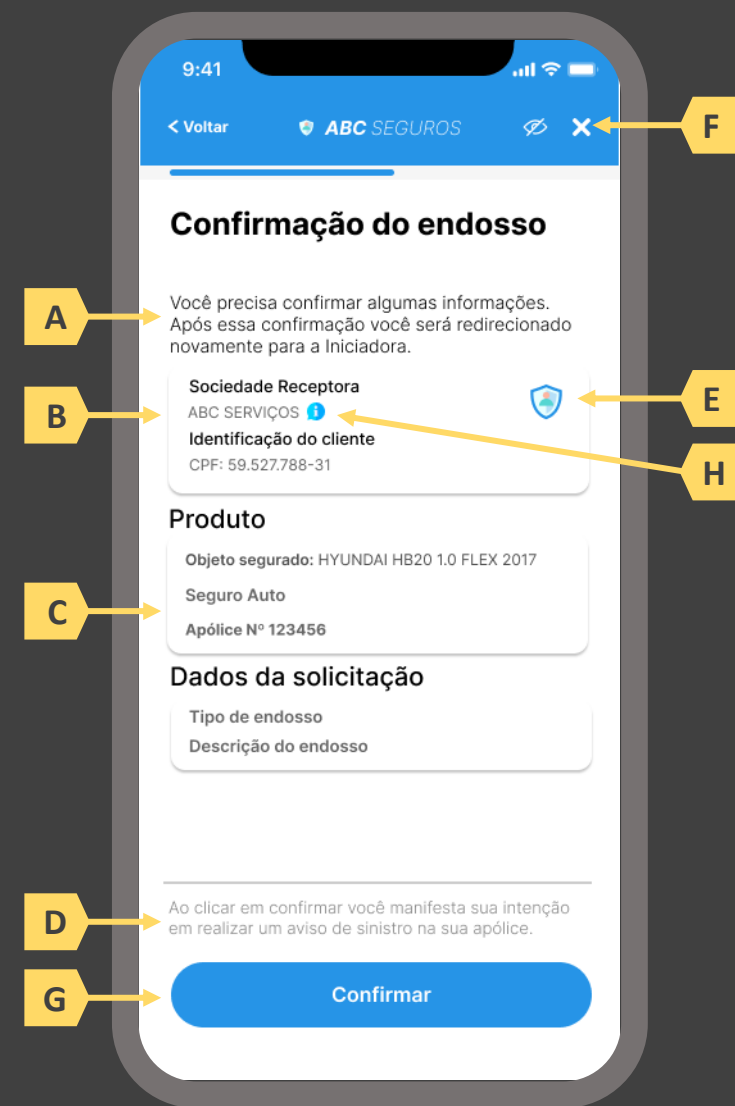 9:41
< Voltar ABC SEGUROS
F
Confirmação do endosso
A
Você precisa confirmar algumas informações.
Após essa confirmação você será redirecionado
novamente para a Iniciadora.
B
Sociedade Receptora
ABC SERVIÇOS
Identificação do cliente
CPF: 59.527.788-31
E
H
Produto
C
Objeto segurado: HYUNDAI HB20 1.0 FLEX 2017
Seguro Auto
Apólice Nº 123456
Dados da solicitação
Tipo de endosso
Descrição do endosso
D
Ao clicar em confirmar você manifesta sua intenção
em realizar um aviso de sinistro na sua apólice.
G
Confirmar